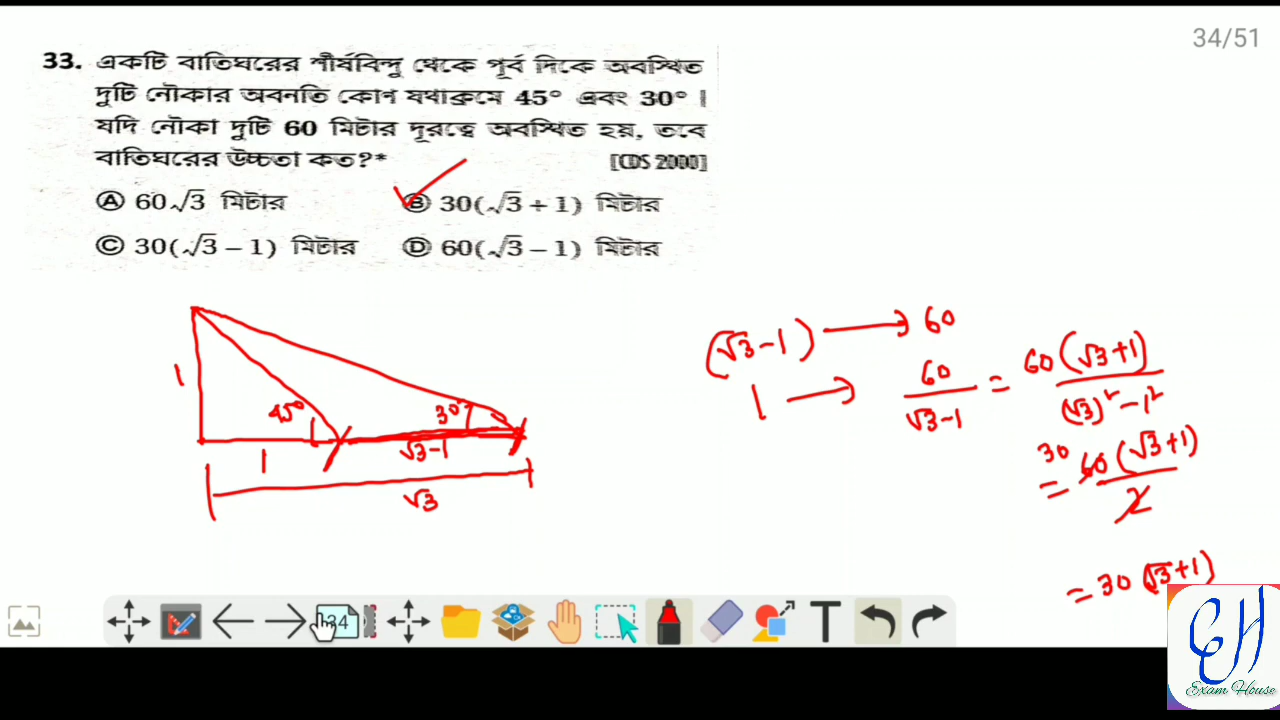 34/51
33. একটি বাতিঘরের শীর্ষবিন্দু থেকে পূর্ব দিকে অবস্থিত
দুটি নৌকার অবনতি কোণ যথাক্রমে 45° এবং 30° |
যদি নৌকা দুটি 60 মিটার দূরত্বে অবস্থিত হয়, তবে
বাতিঘরের উচ্চতা কত?* [CDS 2000]
Ⓐ 60√3 মিটার Ⓑ 30(√3 + 1) মিটার
Ⓒ 30(√3 – 1) মিটার Ⓓ 60(√3 – 1) মিটার
1
45°
30°
1
√3-1
√3
(√3-1) → 60
1 → 60/(√3-1) = 60(√3+1)/((√3)²-1²)
= 30 60(√3+1)/2
= 30(√3+1)
34
T
EH
Exam House